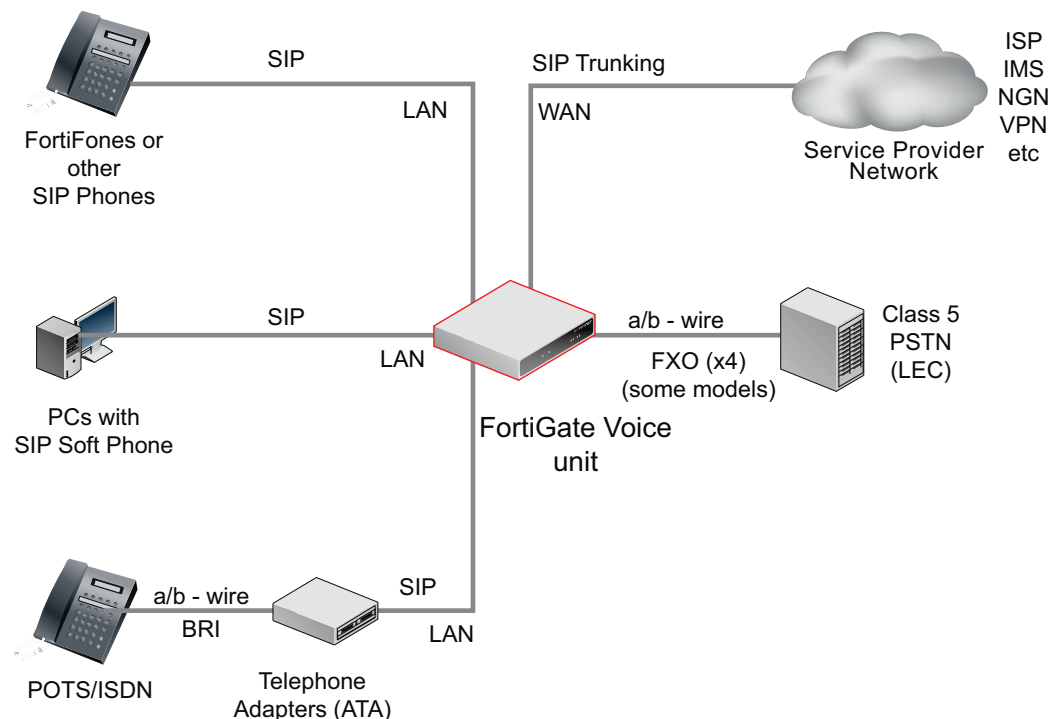 SIP
LAN
FortiFones or
other
SIP Phones
SIP Trunking
WAN
Service Provider
Network
ISP
IMS
NGN
VPN
etc
SIP
LAN
PCs with
SIP Soft Phone
a/b - wire
FXO (x4)
(some models)
Class 5
PSTN
(LEC)
FortiGate Voice
unit
a/b - wire
BRI
SIP
LAN
POTS/ISDN
Telephone
Adapters (ATA)